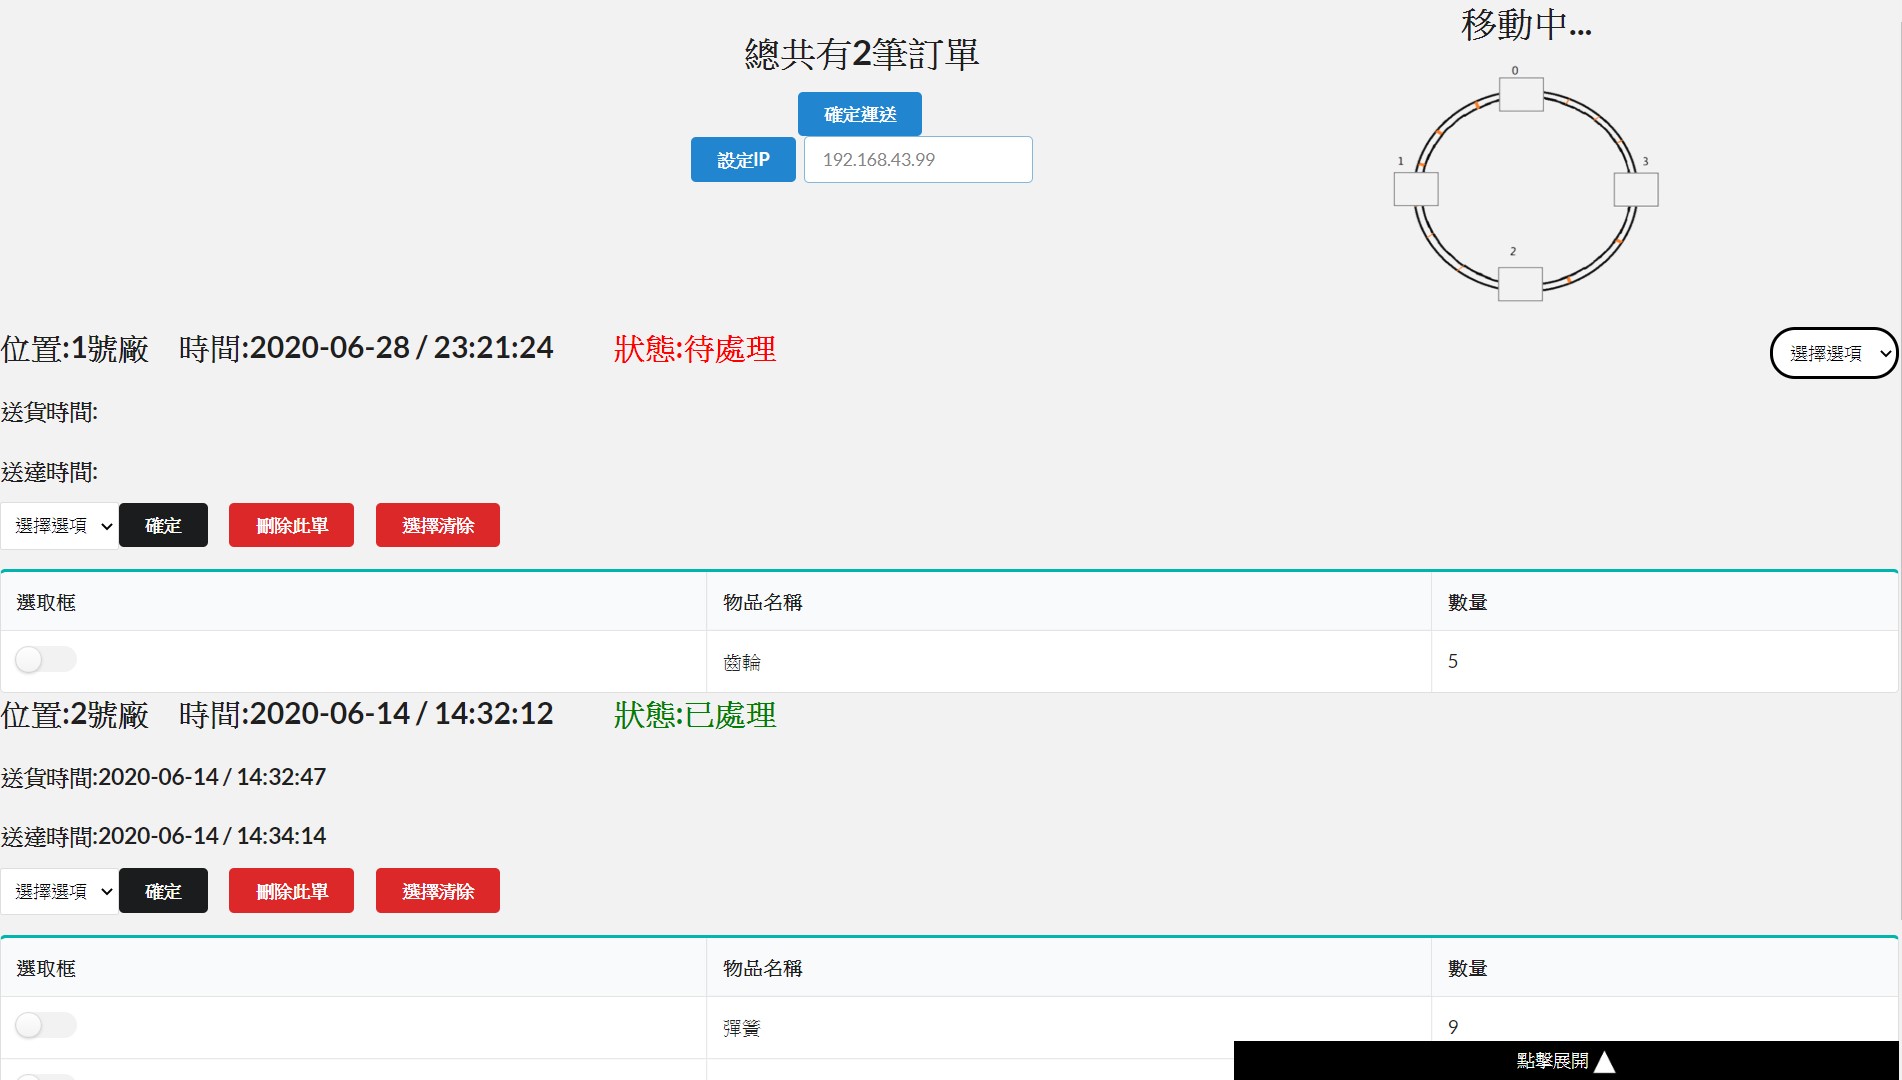 移動中...
總共有2筆訂單
確定運送
設定IP 192.168.43.99
0
1
3
2
位置:1號廠 時間:2020-06-28 / 23:21:24 狀態:待處理
選擇選項
送貨時間:
送達時間:
選擇選項 確定 刪除此單 選擇清除
選取框 物品名稱 數量
齒輪 5
位置:2號廠 時間:2020-06-14 / 14:32:12 狀態:已處理
送貨時間:2020-06-14 / 14:32:47
送達時間:2020-06-14 / 14:34:14
選擇選項 確定 刪除此單 選擇清除
選取框 物品名稱 數量
彈簧 9
點擊展開